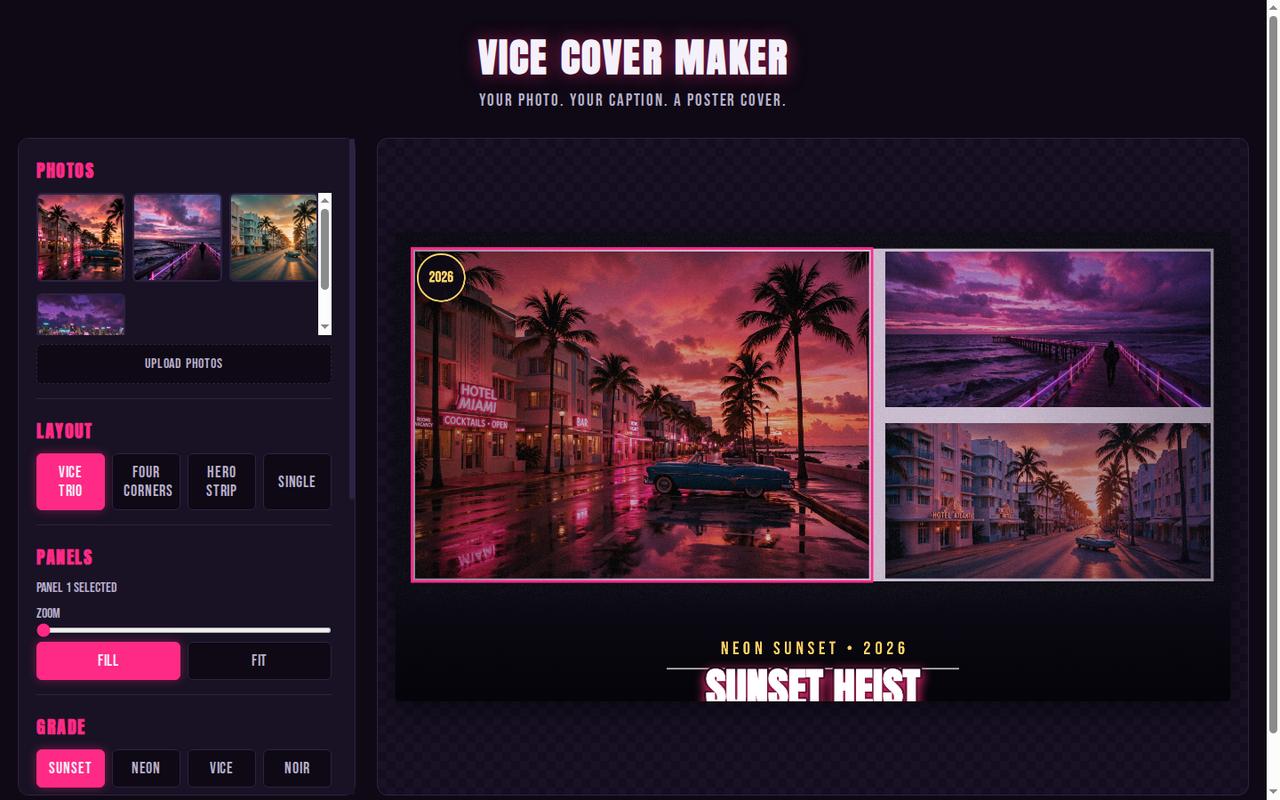 VICE COVER MAKER
YOUR PHOTO. YOUR CAPTION. A POSTER COVER.
PHOTOS
UPLOAD PHOTOS
LAYOUT
VICE TRIO
FOUR CORNERS
HERO STRIP
SINGLE
PANELS
PANEL 1 SELECTED
ZOOM
FILL
FIT
GRADE
SUNSET
NEON
VICE
NOIR
2026
HOTEL
MIAMI
COCKTAILS · OPEN
BAR
NEON SUNSET • 2026
SUNSET HEIST